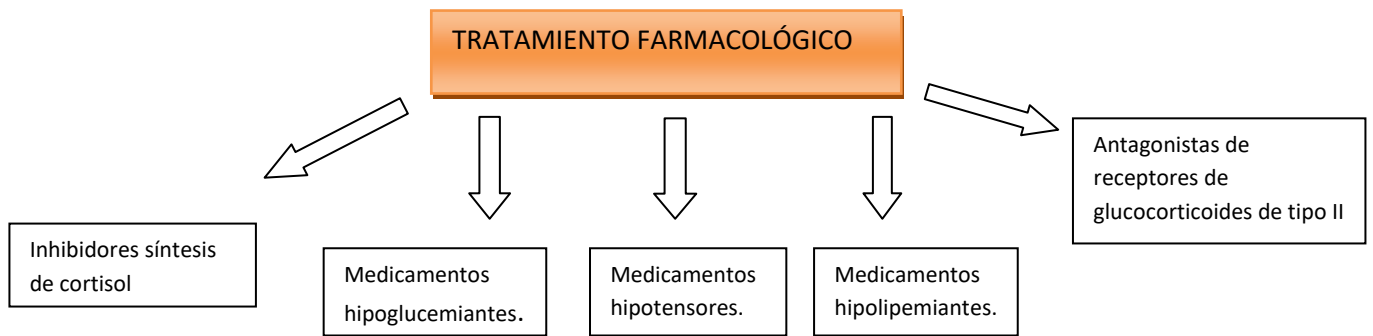 TRATAMIENTO FARMACOLÓGICO
Inhibidores síntesis
de cortisol
Medicamentos
hipoglucemiantes.
Medicamentos
hipotensores.
Medicamentos
hipolipemiantes.
Antagonistas de
receptores de
glucocorticoides de tipo II